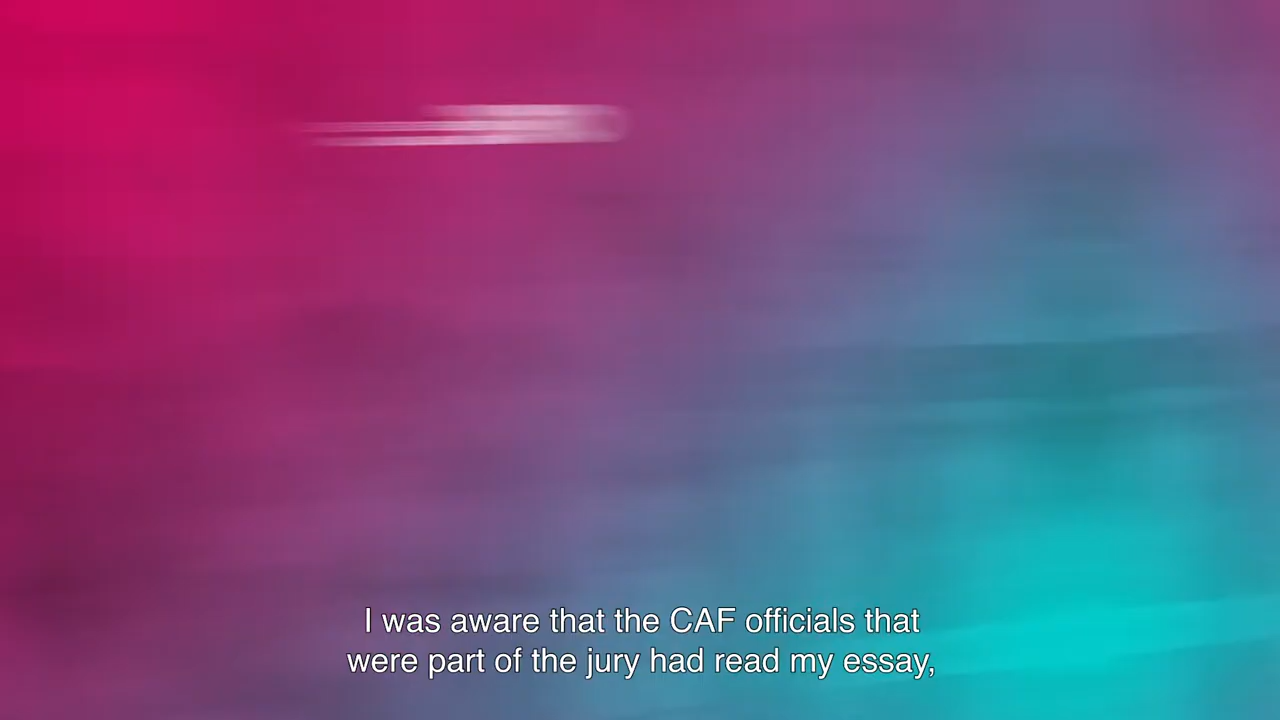 I was aware that the CAF officials that
were part of the jury had read my essay,